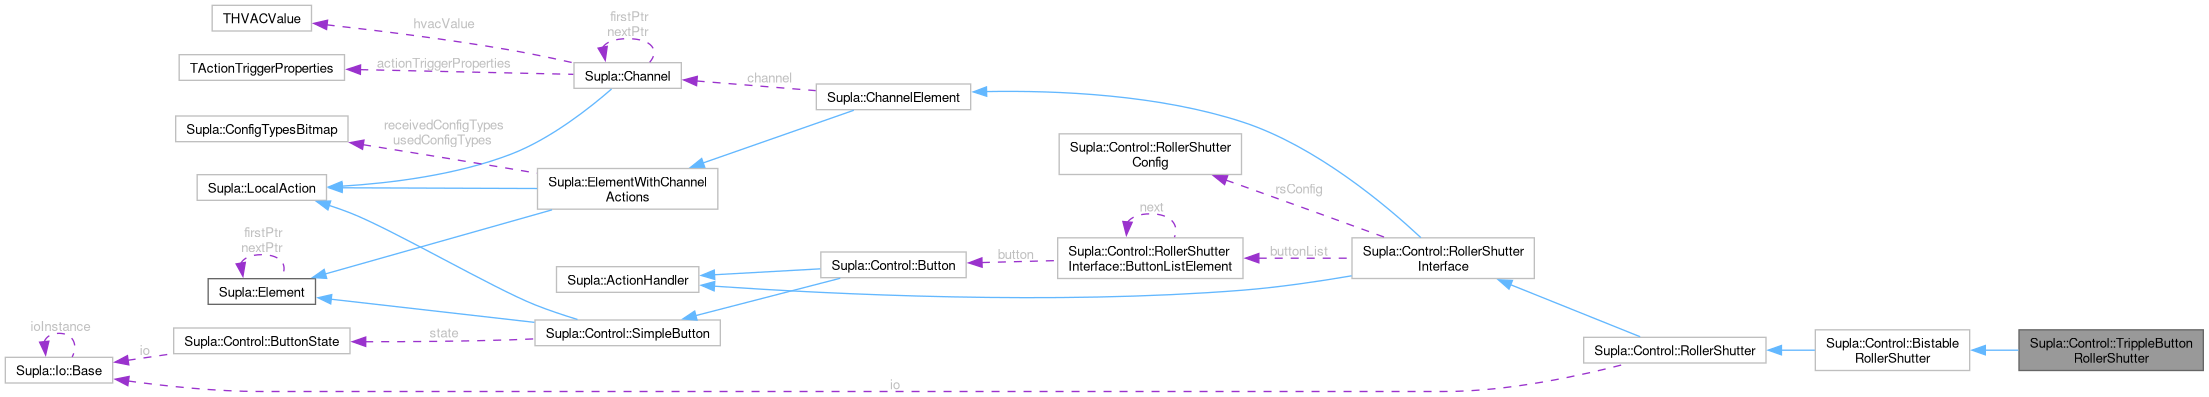 THVACValue
hvacValue
firstPtr
nextPtr
TActionTriggerProperties
actionTriggerProperties
Supla::Channel
channel
Supla::ChannelElement
Supla::ConfigTypesBitmap
receivedConfigTypes
usedConfigTypes
Supla::Control::RollerShutter
Config
Supla::LocalAction
Supla::ElementWithChannel
Actions
rsConfig
next
firstPtr
nextPtr
Supla::Element
Supla::ActionHandler
Supla::Control::Button
button
Supla::Control::RollerShutter
Interface::ButtonListElement
buttonList
Supla::Control::RollerShutter
Interface
ioInstance
Supla::Io::Base
io
Supla::Control::ButtonState
state
Supla::Control::SimpleButton
io
Supla::Control::RollerShutter
Supla::Control::Bistable
RollerShutter
Supla::Control::TrippleButton
RollerShutter